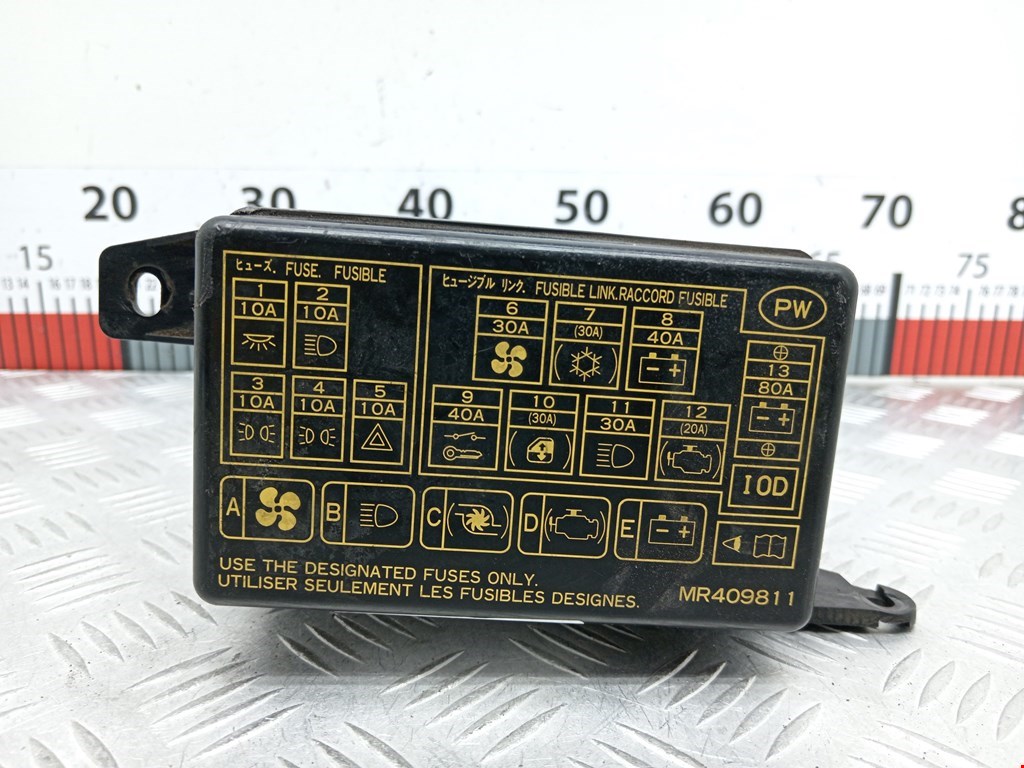 20 30 40 50 60 70 8
15 75
ヒューズ. FUSE. FUSIBLE
ヒュージブル リンク. FUSIBLE LINK.RACCORD FUSIBLE
PW
1
10A
2
10A
3
10A
4
10A
5
10A
6
30A
7
(30A)
8
40A
9
40A
10
(30A)
11
30A
12
(20A)
13
80A
IOD
A
B
C
D
E
USE THE DESIGNATED FUSES ONLY.
UTILISER SEULEMENT LES FUSIBLES DESIGNES.
MR409811